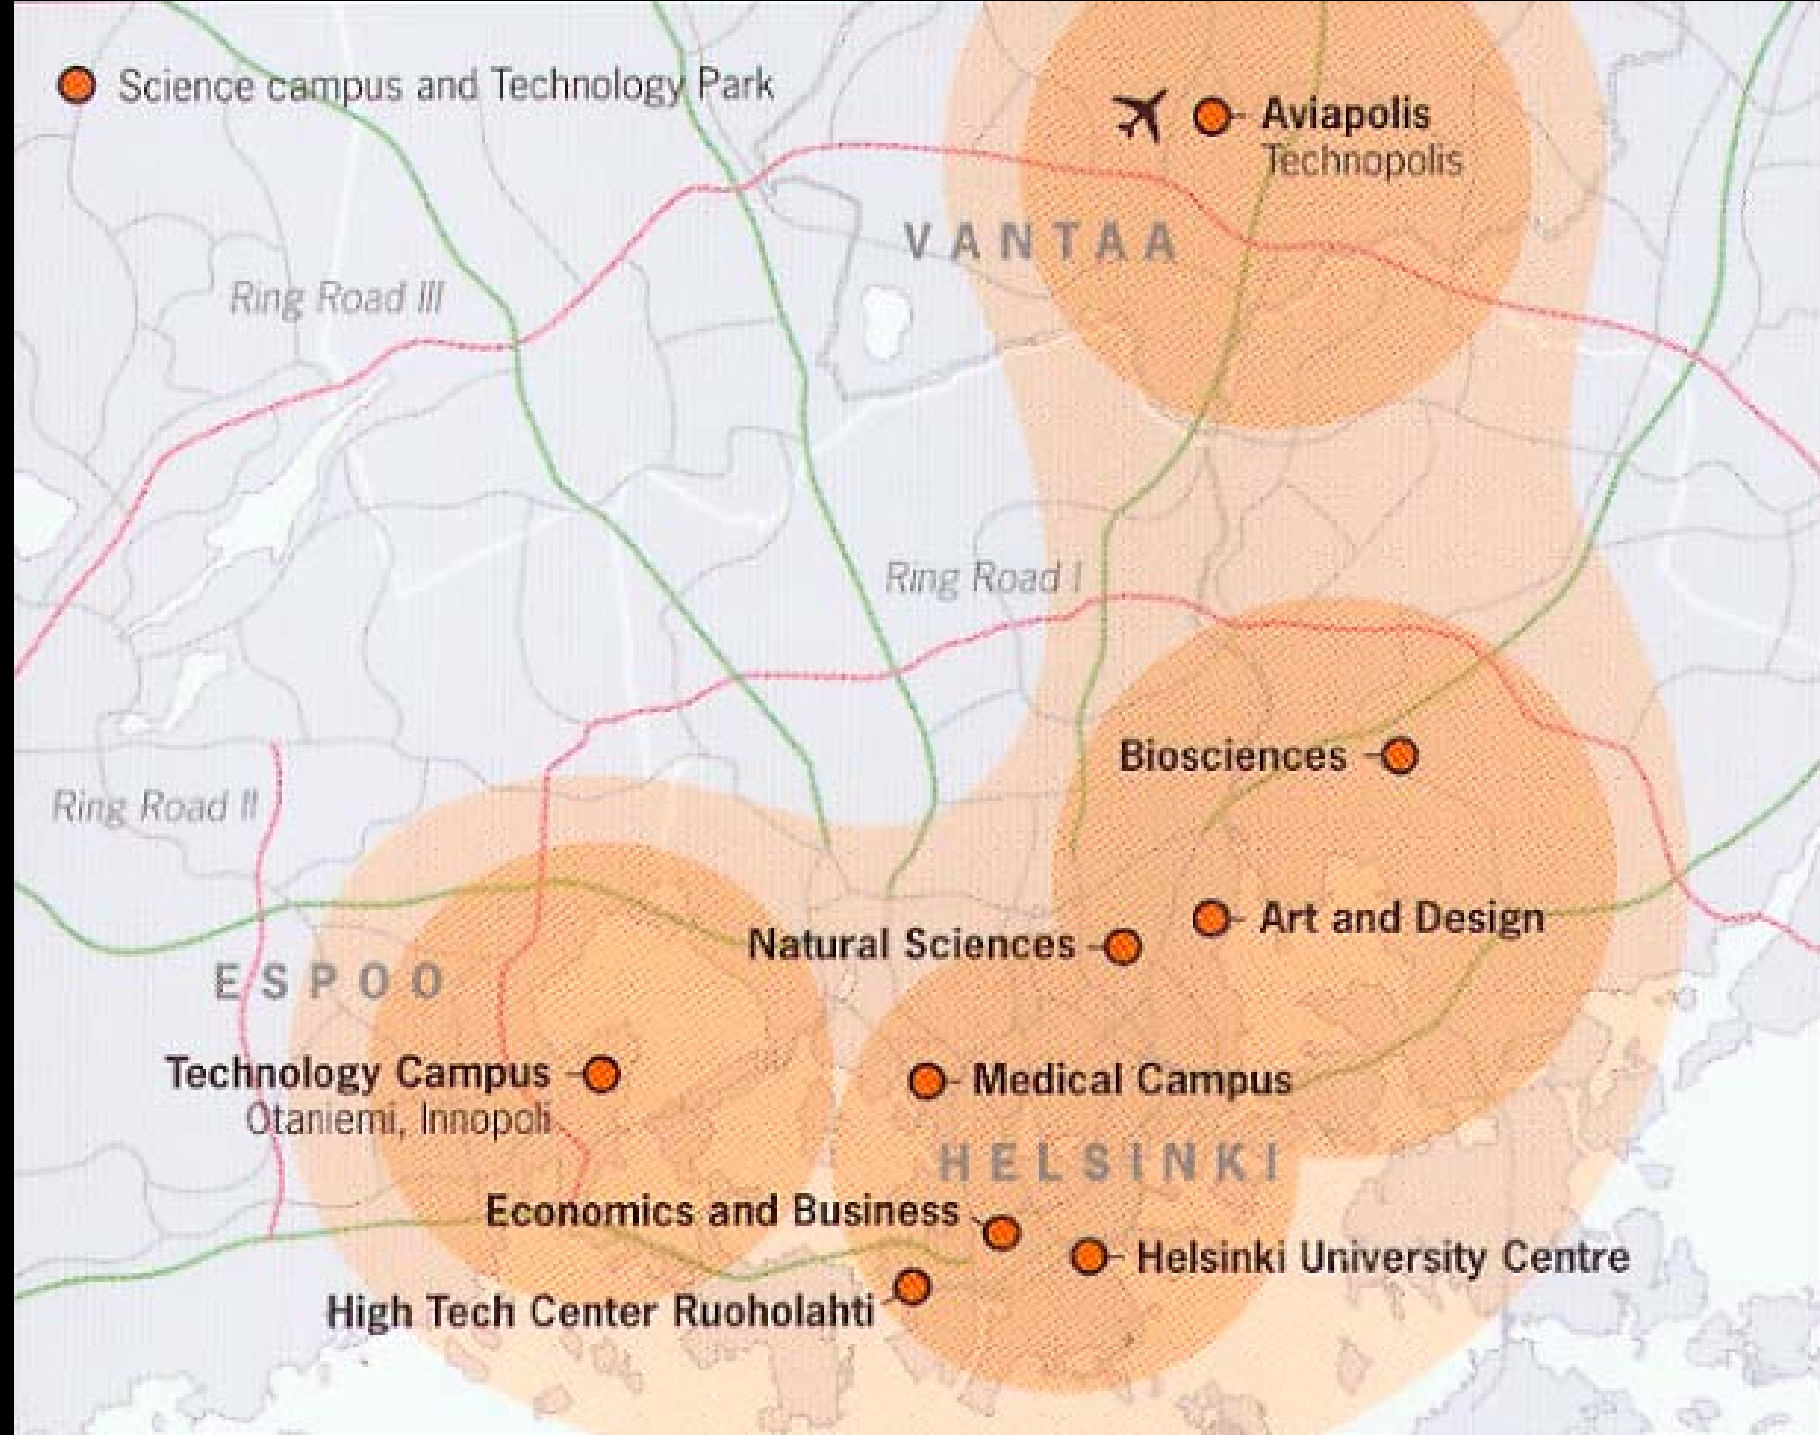 Science campus and Technology Park
Aviapolis
Technopolis
VANTAA
Ring Road III
Ring Road I
Biosciences
Ring Road II
Art and Design
Natural Sciences
ESPOO
Technology Campus
Otaniemi, Innopoli
Medical Campus
HELSINKI
Economics and Business
Helsinki University Centre
High Tech Center Ruoholahti